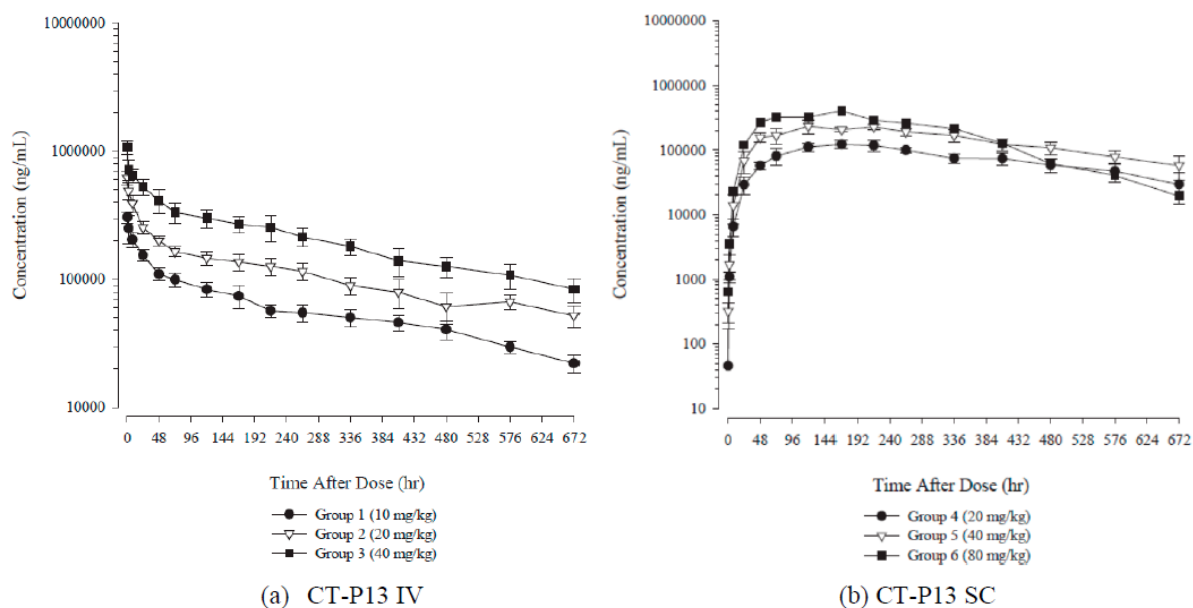 10000000
1000000
100000
10000
Concentration (ng/mL)
0 48 96 144 192 240 288 336 384 432 480 528 576 624 672
Time After Dose (hr)
Group 1 (10 mg/kg)
Group 2 (20 mg/kg)
Group 3 (40 mg/kg)
(a) CT-P13 IV
10000000
1000000
100000
10000
1000
100
10
Concentration (ng/mL)
0 48 96 144 192 240 288 336 384 432 480 528 576 624 672
Time After Dose (hr)
Group 4 (20 mg/kg)
Group 5 (40 mg/kg)
Group 6 (80 mg/kg)
(b) CT-P13 SC